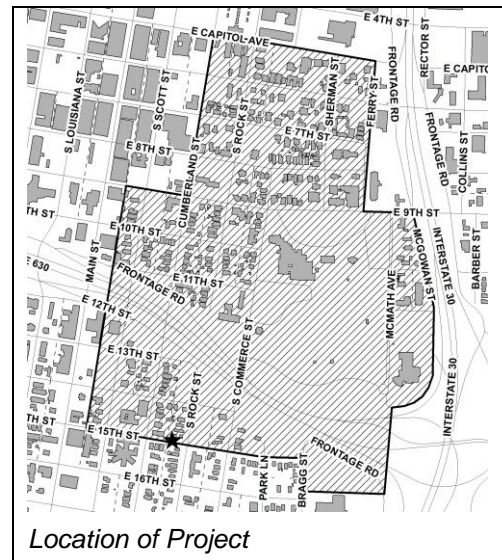 E 4TH ST
RECTOR ST
E CAPITOL AVE
FRONTAGE RD
E CAPITO
S LOUISIANA ST
S SCOTT ST
S ROCK ST
SHERMAN ST
FERRY ST
E 7TH ST
FRONTAGE RD
COLLINS ST
E 8TH ST
CUMBERLAND ST
TH ST
E 10TH ST
E 9TH ST
MCGOWAN ST
INTERSTATE 30
BARBER ST
MAIN ST
FRONTAGE RD
E 11TH ST
E 630
E 12TH ST
S COMMERCE ST
MCMATH AVE
E 13TH ST
S ROCK ST
INTERSTATE 30
TH ST
E 15TH ST
FRONTAGE RD
E 16TH ST
PARK LN
BRAGG ST
Location of Project